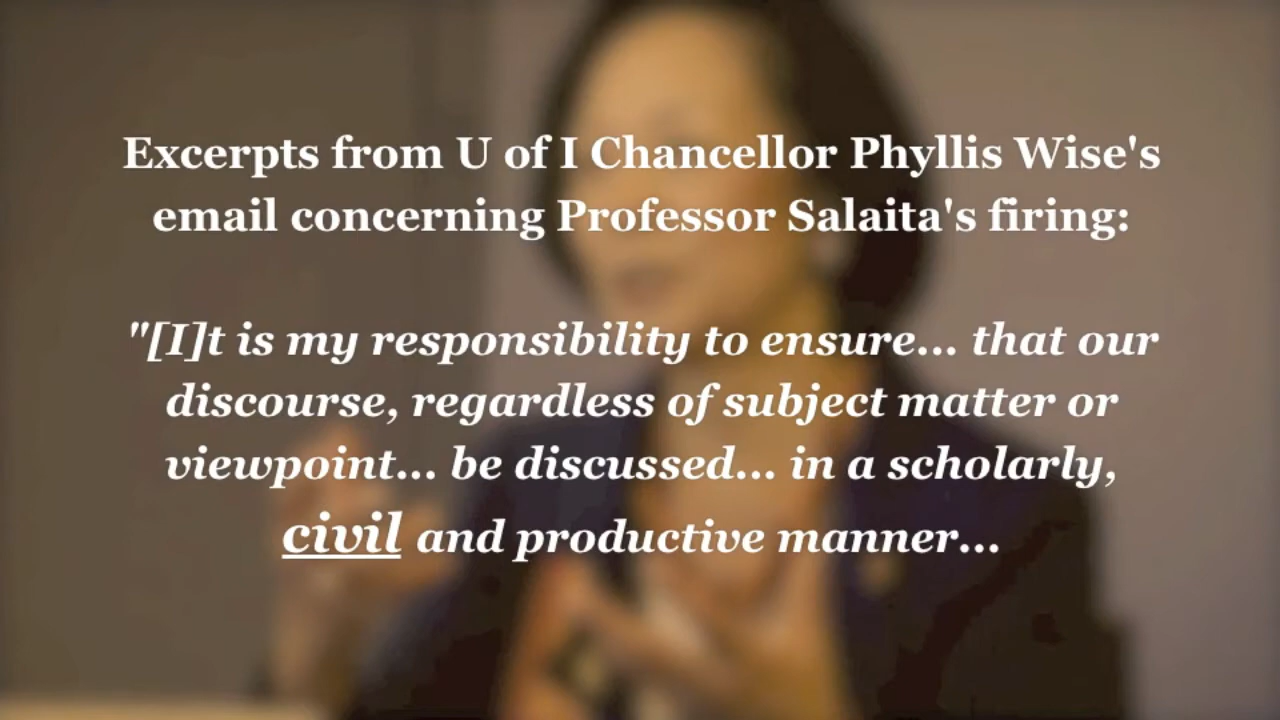 Excerpts from U of I Chancellor Phyllis Wise's
email concerning Professor Salaita's firing:
"[I]t is my responsibility to ensure... that our
discourse, regardless of subject matter or
viewpoint... be discussed... in a scholarly,
civil and productive manner...